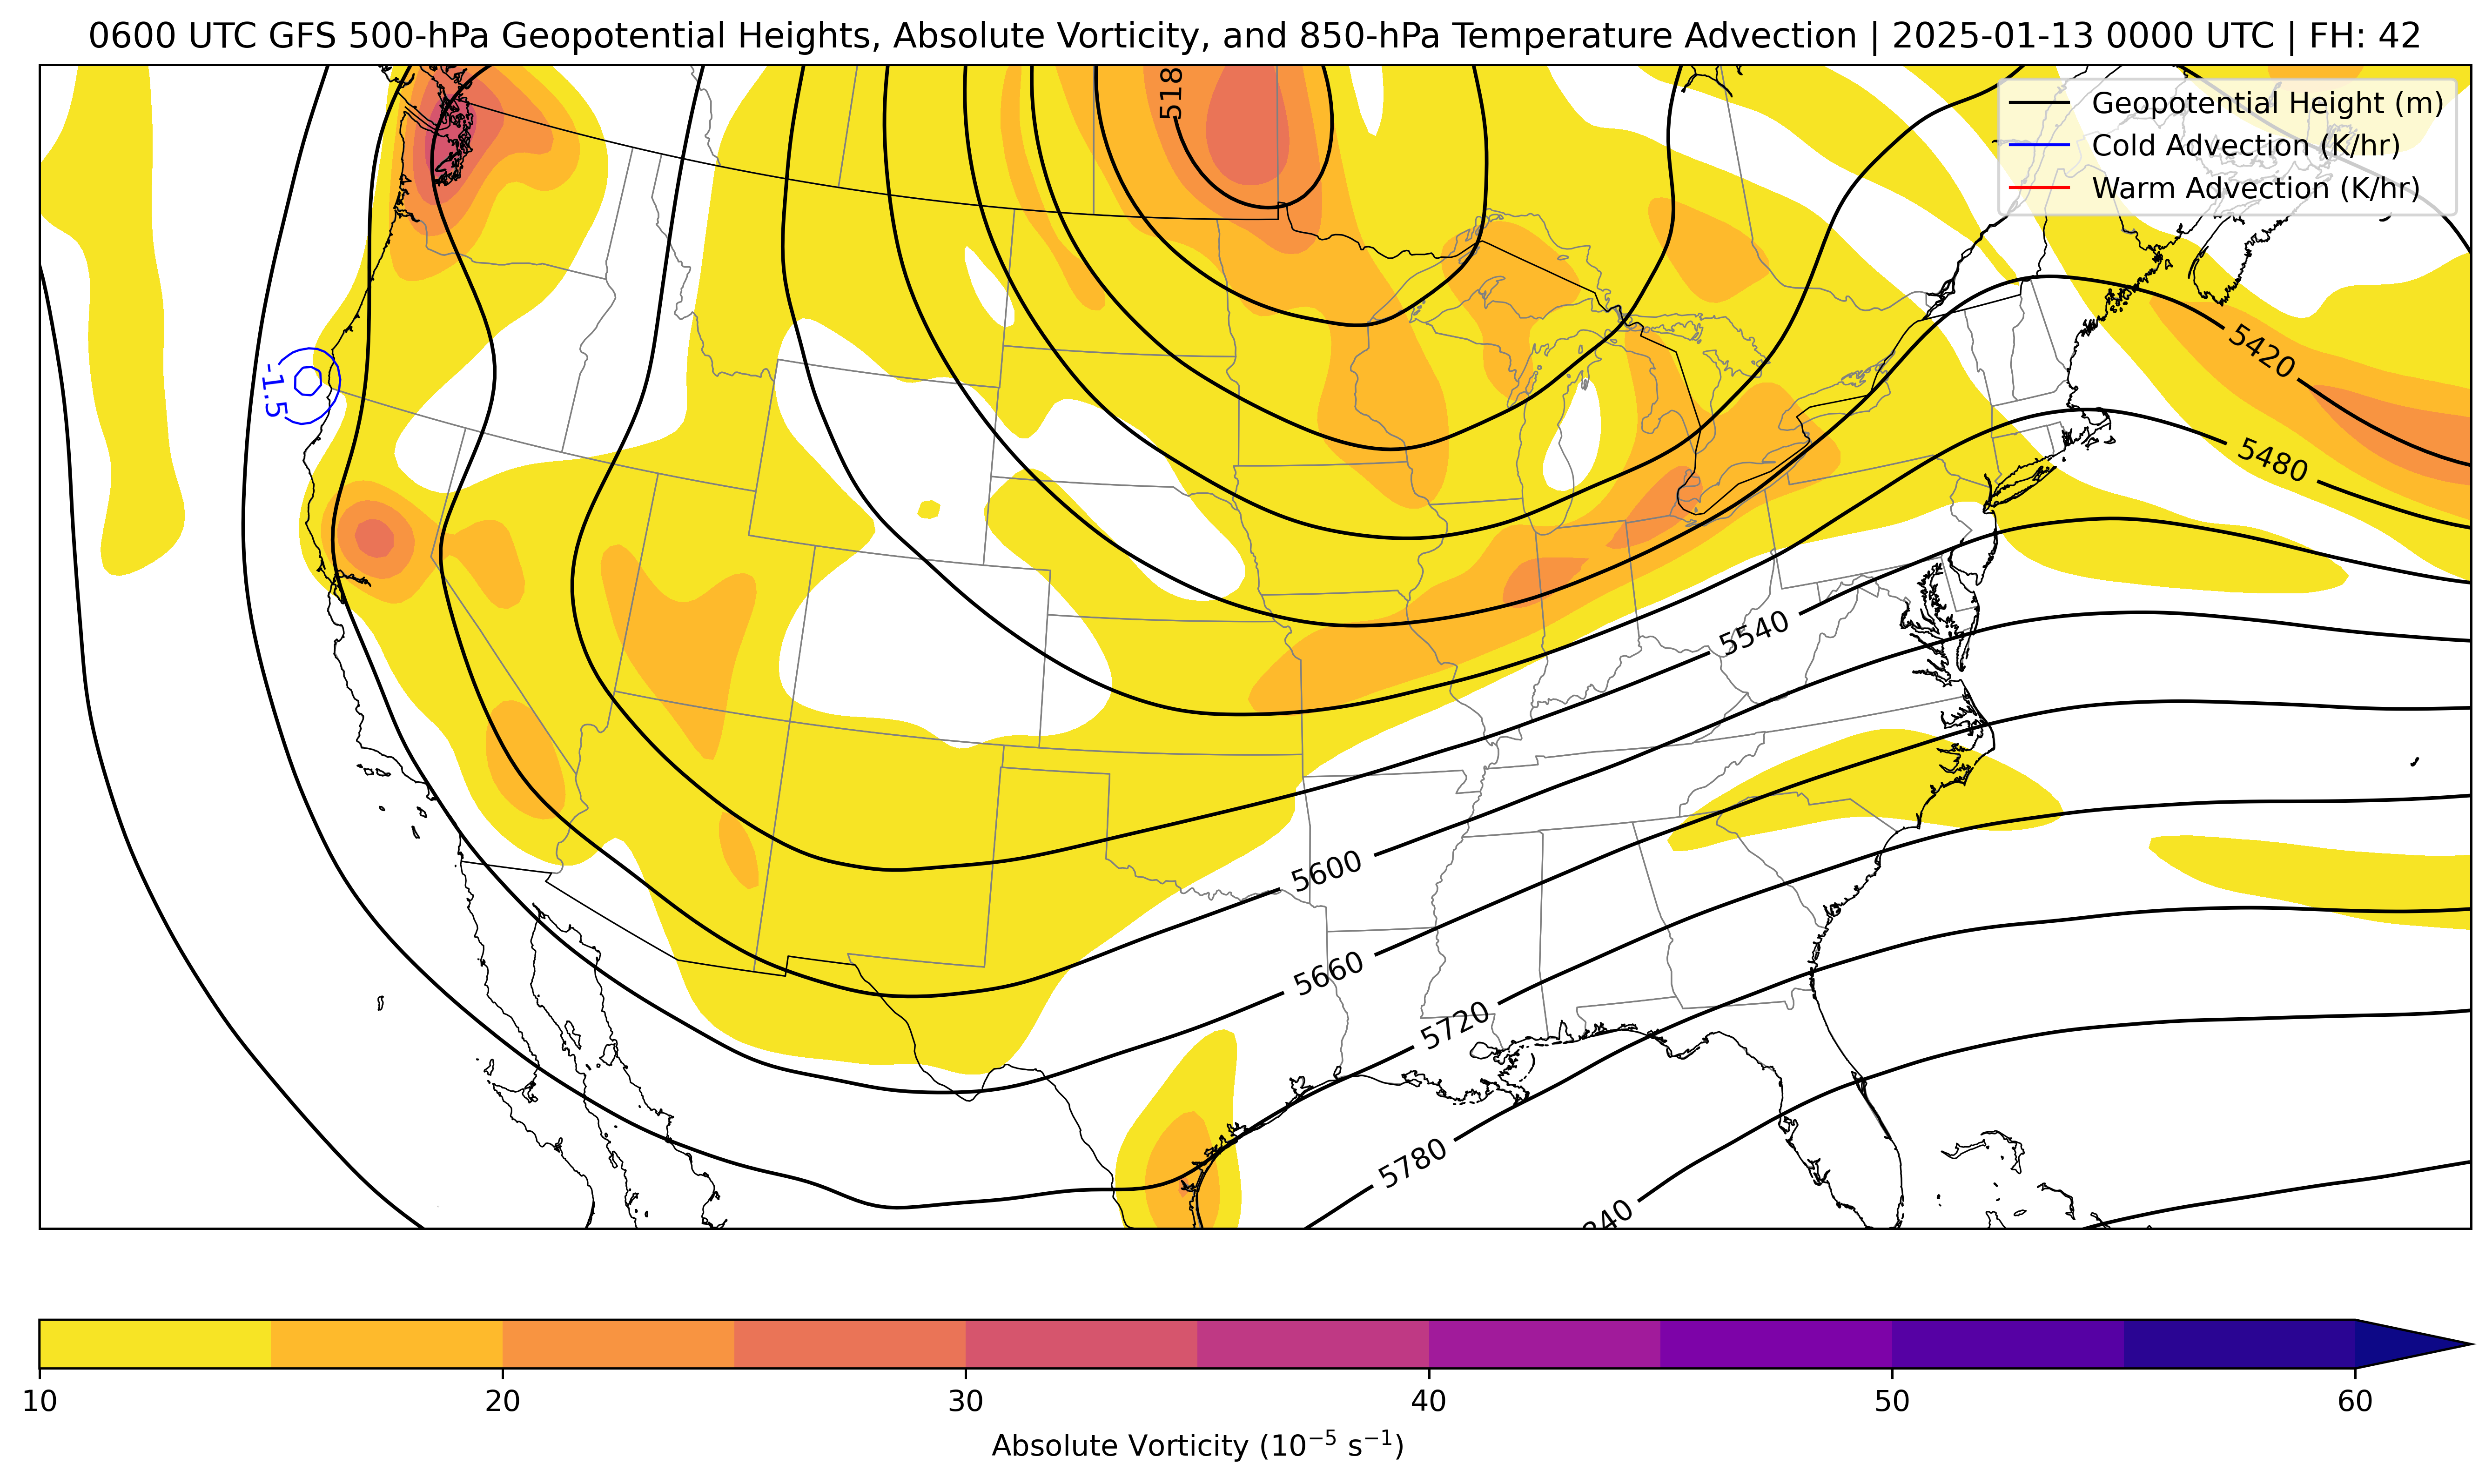 0600 UTC GFS 500-hPa Geopotential Heights, Absolute Vorticity, and 850-hPa Temperature Advection | 2025-01-13 0000 UTC | FH: 42
Geopotential Height (m)
Cold Advection (K/hr)
Warm Advection (K/hr)
518
5420
-1.5
5480
5540
5600
5660
5720
5780
840
10 20 30 40 50 60
Absolute Vorticity (10⁻⁵ s⁻¹)